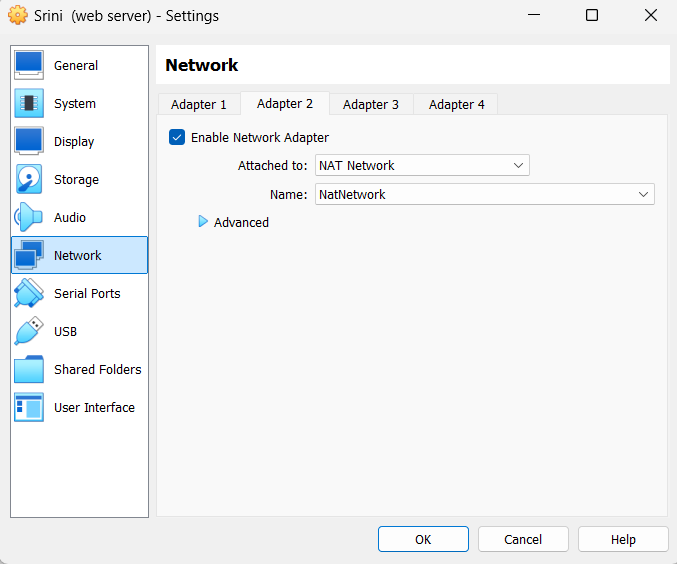 Srini  (web server) - Settings
General
System
Display
Storage
Audio
Network
Serial Ports
USB
Shared Folders
User Interface
Network
Adapter 1
Adapter 2
Adapter 3
Adapter 4
Enable Network Adapter
Attached to: NAT Network
Name: NatNetwork
Advanced
OK
Cancel
Help